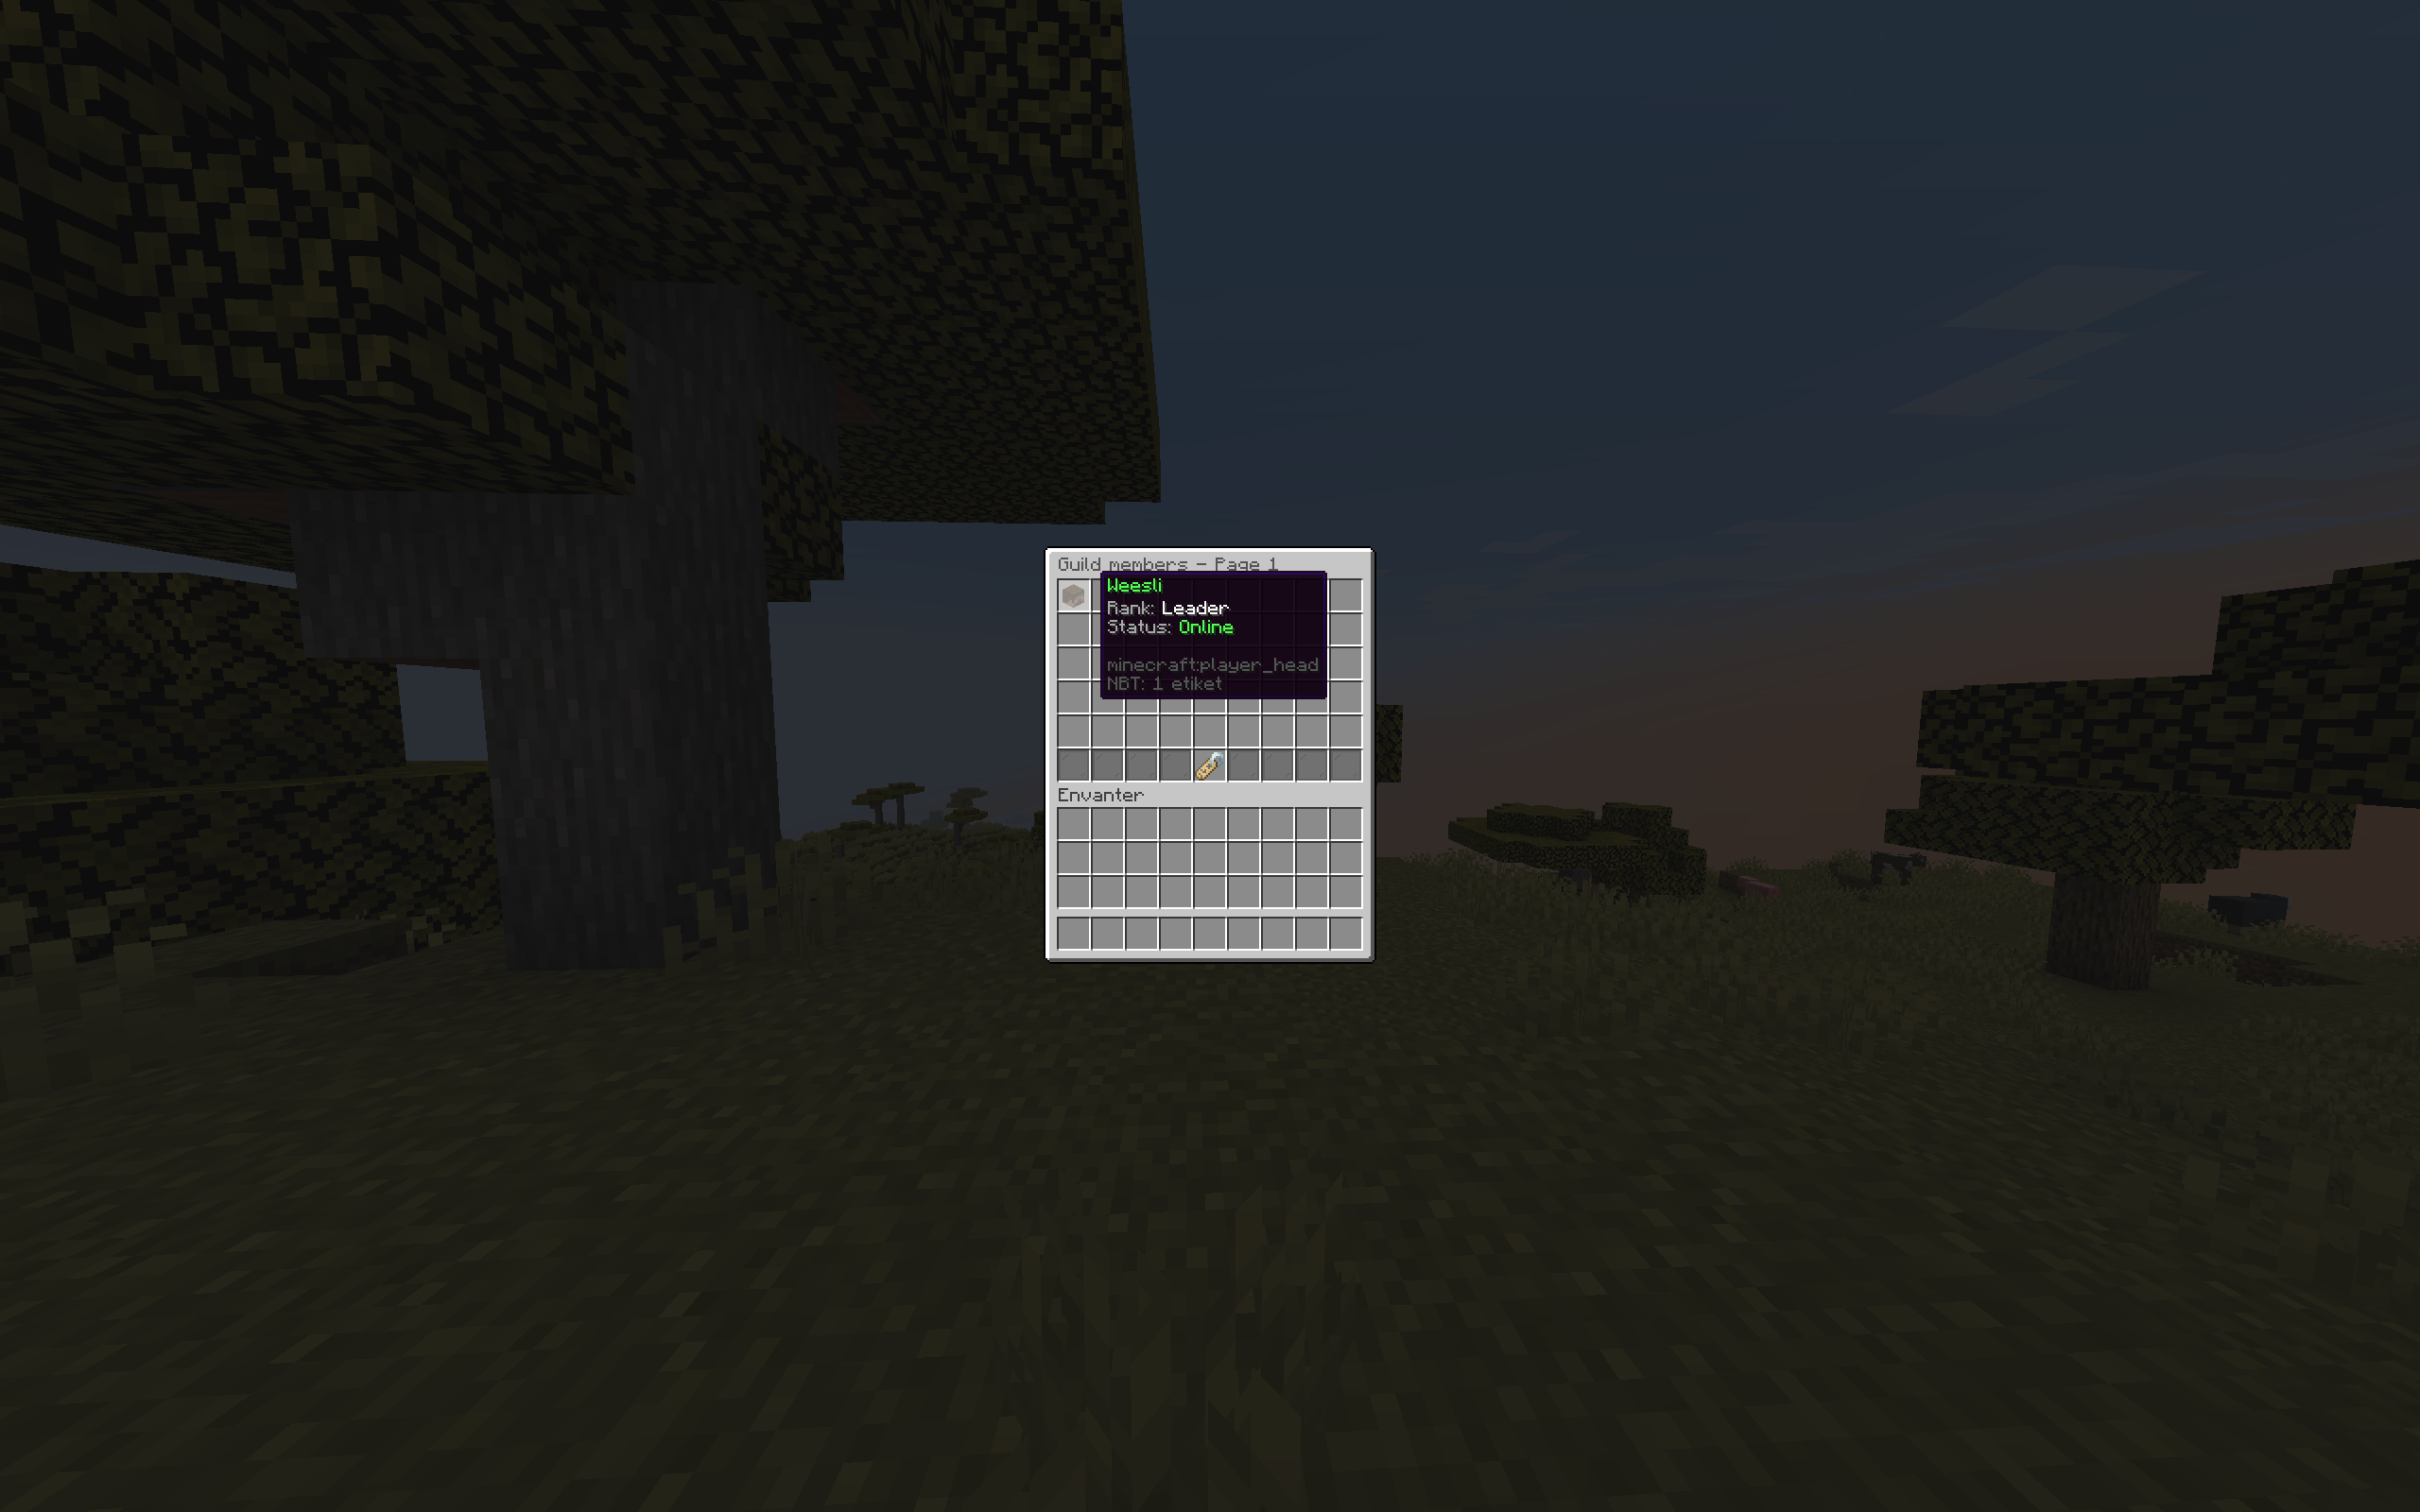 Guild members - Page 1
Weesli
Rank: Leader
Status: Online
minecraft:player_head
NBT: 1 etiket
Envanter